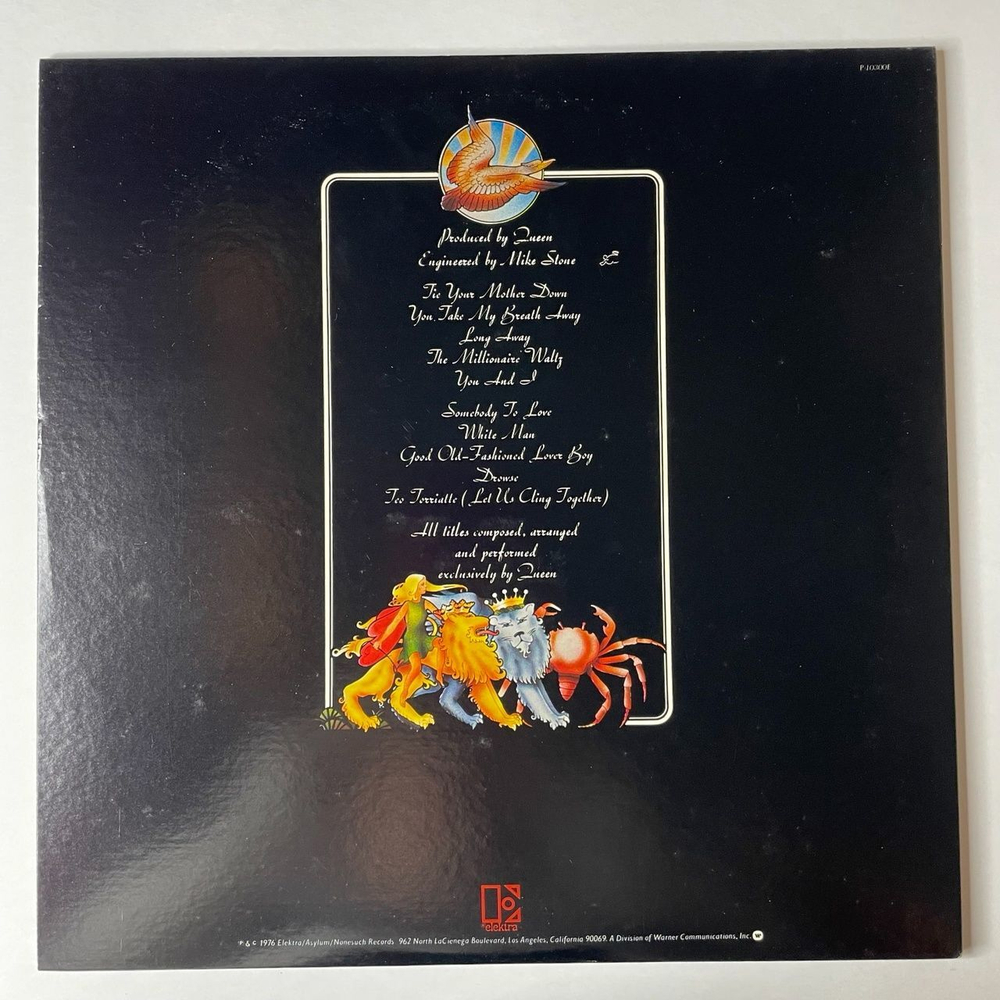 P-10300E
Produced by Queen
Engineered by Mike Stone
Tie Your Mother Down
You Take My Breath Away
Long Away
The Millionaire Waltz
You And I
Somebody To Love
White Man
Good Old-Fashioned Lover Boy
Drowse
Teo Torriatte (Let Us Cling Together)
All titles composed, arranged
and performed
exclusively by Queen
elektra
℗ & © 1976 Elektra/Asylum/Nonesuch Records 962 North LaCienega Boulevard, Los Angeles, California 90069. A Division of Warner Communications, Inc.